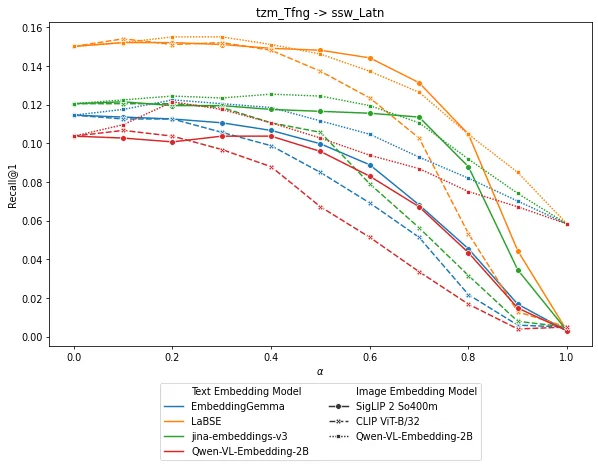 tzm_Tfng -> ssw_Latn
Recall@1
0.16
0.14
0.12
0.10
0.08
0.06
0.04
0.02
0.00
0.0 0.2 0.4 0.6 0.8 1.0
α
Text Embedding Model
EmbeddingGemma
LaBSE
jina-embeddings-v3
Qwen-VL-Embedding-2B
Image Embedding Model
SigLIP 2 So400m
CLIP ViT-B/32
Qwen-VL-Embedding-2B